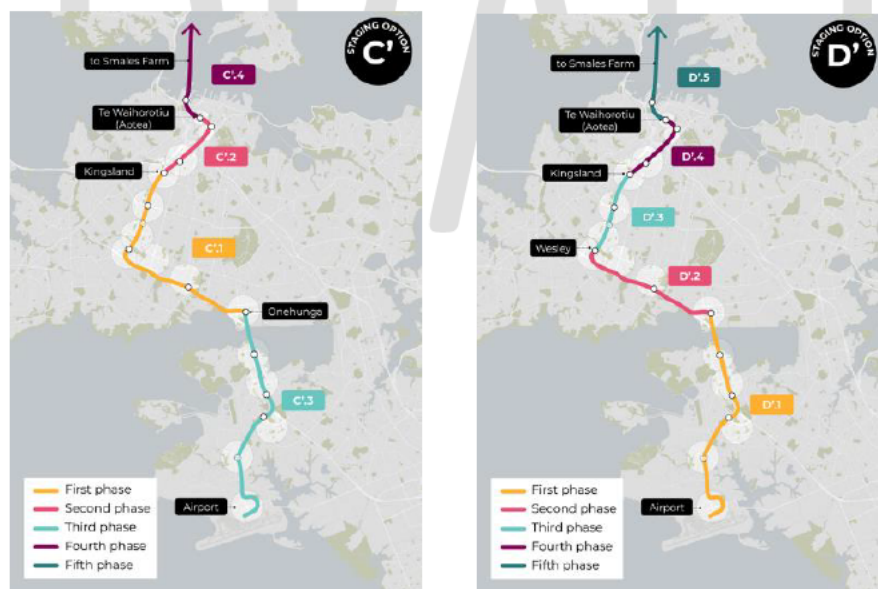 STAGING OPTION
C'
to Smales Farm
C'.4
Te Waihorotiu
(Aotea)
C'.2
Kingsland
C'.1
Onehunga
C'.3
Airport
First phase
Second phase
Third phase
Fourth phase
Fifth phase
STAGING OPTION
D'
to Smales Farm
D'.5
Te Waihorotiu
(Aotea)
D'.4
Kingsland
D'.3
Wesley
D'.2
D'.1
Airport
First phase
Second phase
Third phase
Fourth phase
Fifth phase